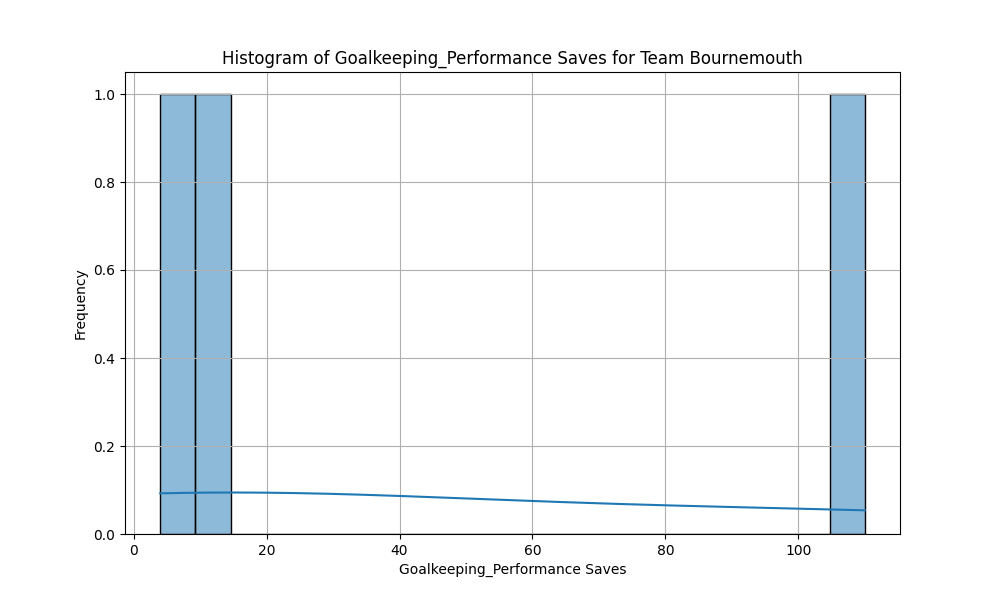 Histogram of Goalkeeping_Performance Saves for Team Bournemouth
1.0
0.8
0.6
0.4
0.2
0.0
Frequency
0 20 40 60 80 100
Goalkeeping_Performance Saves